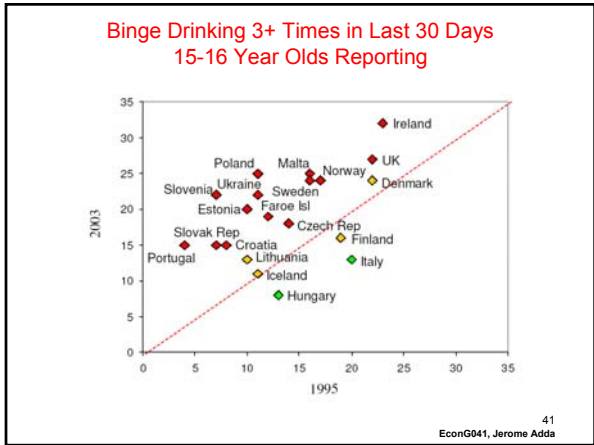 Binge Drinking 3+ Times in Last 30 Days
15-16 Year Olds Reporting
35
30
25
20
15
10
5
0
2003
Ireland
UK
Poland
Malta
Norway
Denmark
Slovenia
Ukraine
Sweden
Estonia
Faroe Isl
Czech Rep
Slovak Rep
Croatia
Finland
Portugal
Lithuania
Italy
Iceland
Hungary
0 5 10 15 20 25 30 35
1995
41
EconG041, Jerome Adda